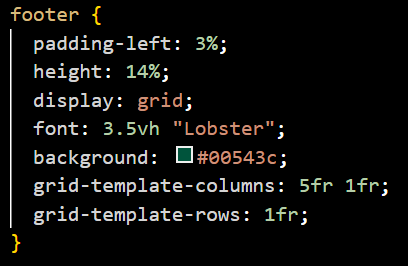 footer {
padding-left: 3%;
height: 14%;
display: grid;
font: 3.5vh "Lobster";
background: #00543c;
grid-template-columns: 5fr 1fr;
grid-template-rows: 1fr;
}